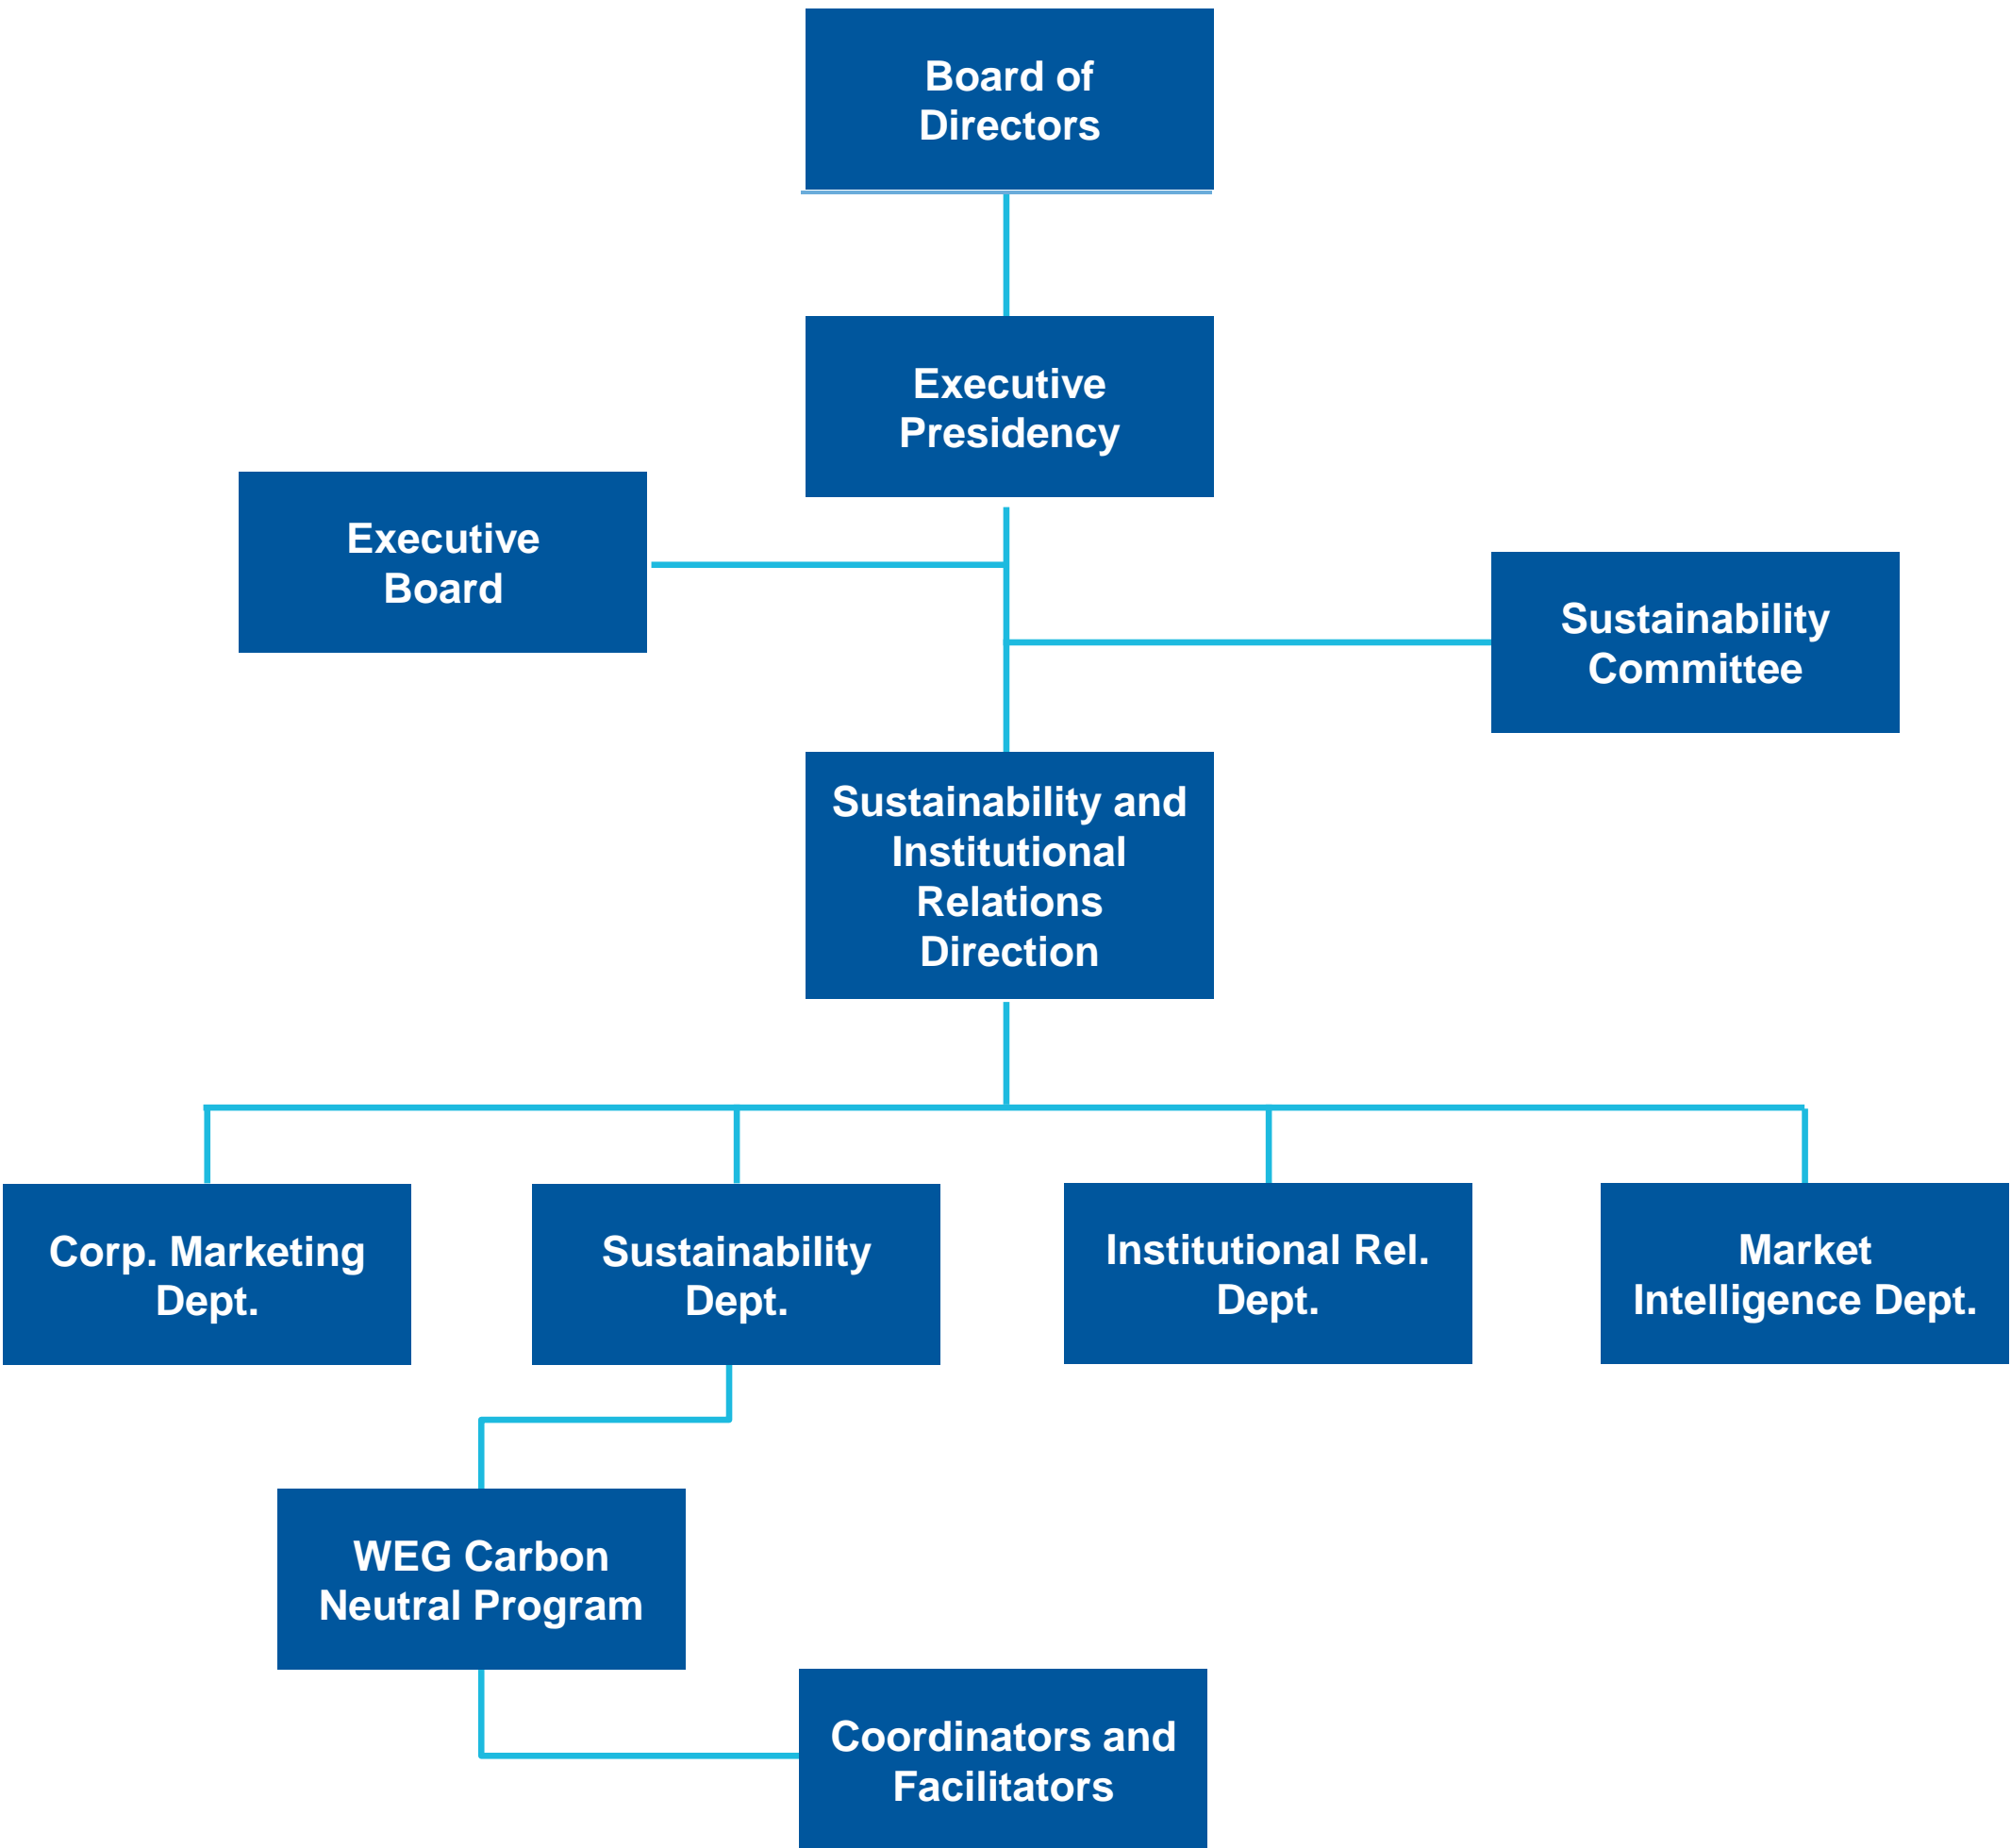 Board of
Directors
Executive
Presidency
Executive
Board
Sustainability
Committee
Sustainability and
Institutional
Relations
Direction
Corp. Marketing
Dept.
Sustainability
Dept.
Institutional Rel.
Dept.
Market
Intelligence Dept.
WEG Carbon
Neutral Program
Coordinators and
Facilitators